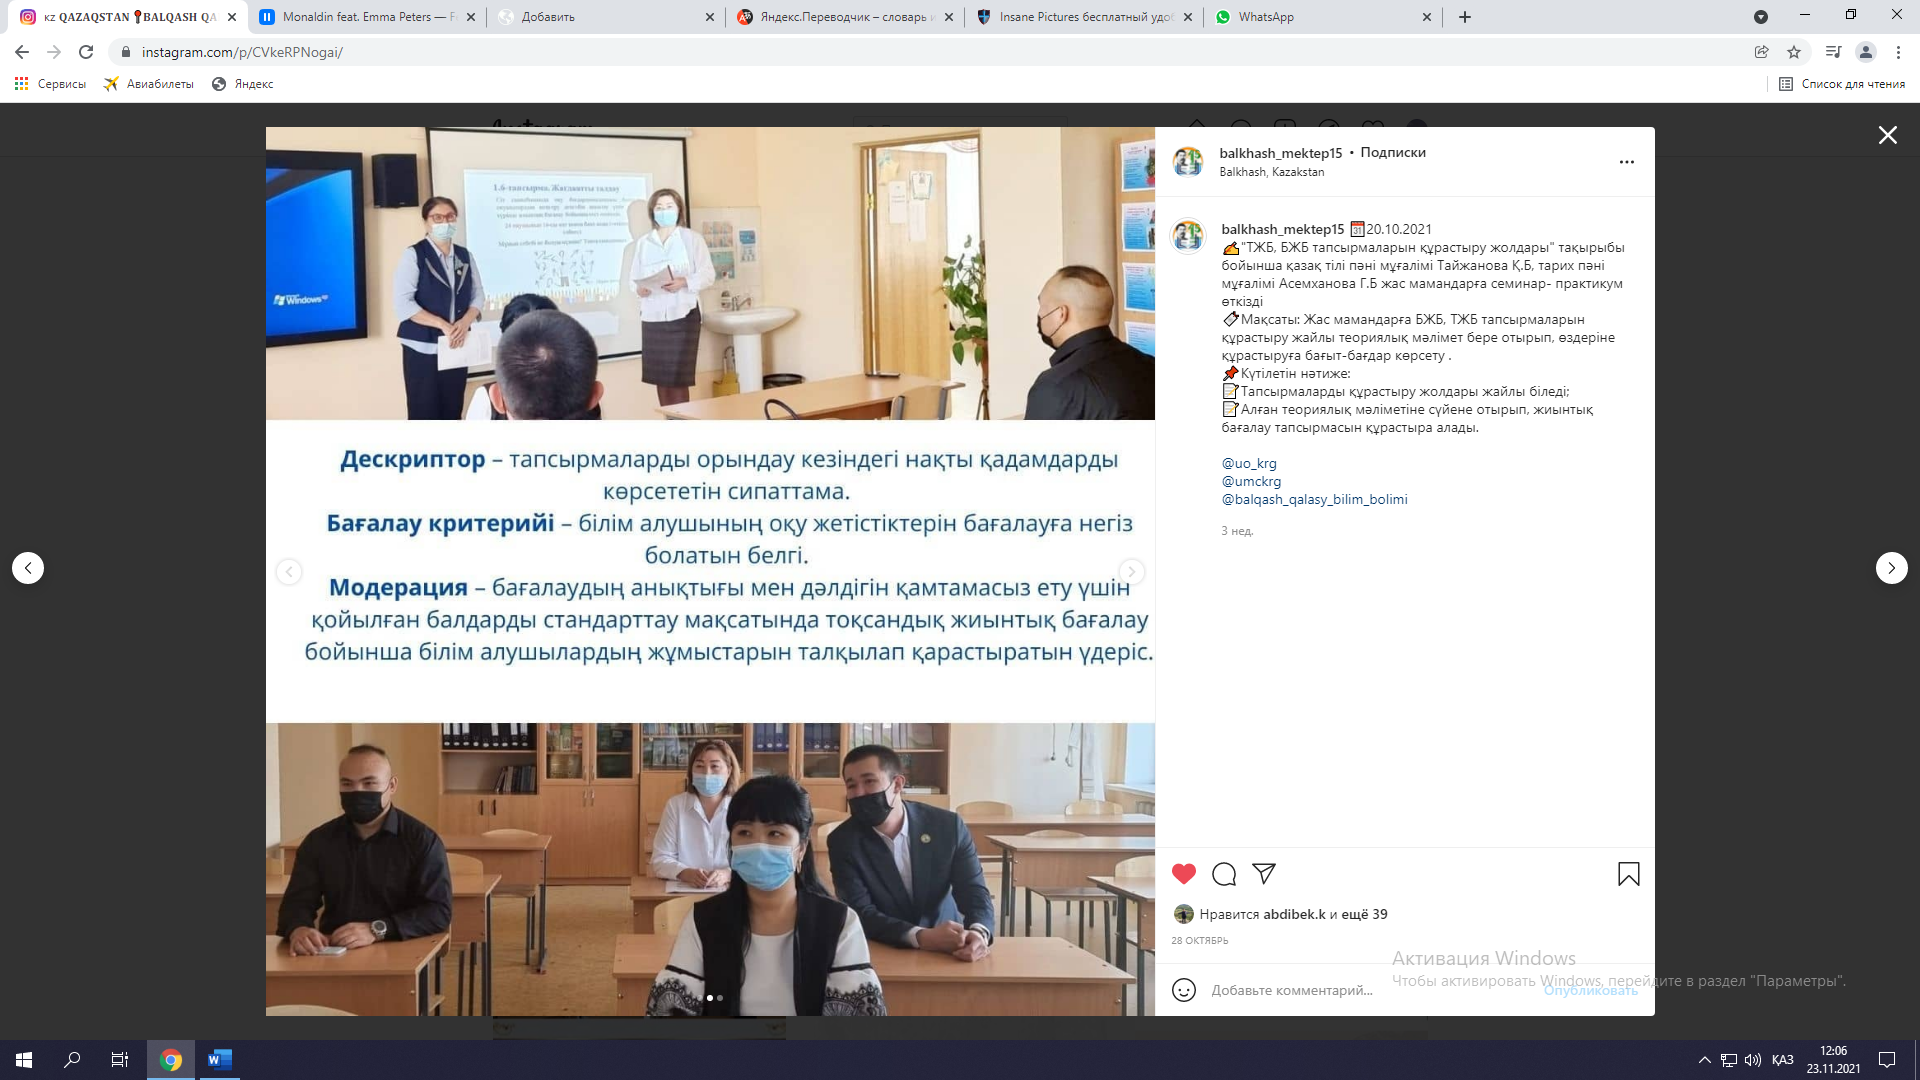 KZ QAZAQSTAN BALQASH QA
Monaldin feat. Emma Peters — F
Добавить
Яндекс.Переводчик – словарь и
Insane Pictures бесплатный удо
WhatsApp
instagram.com/p/CVkeRPNogai/
Сервисы
Авиабилеты
Яндекс
Список для чтения
1.6-тапсырма. Жағдаятты талдау
Windows xp
Дескриптор – тапсырмаларды орындау кезіндегі нақты қадамдарды
көрсететін сипаттама.
Бағалау критерийі – білім алушының оқу жетістіктерін бағалауға негіз
болатын белгі.
Модерация – бағалаудың анықтығы мен дәлдігін қамтамасыз ету үшін
қойылған балдарды стандарттау мақсатында тоқсандық жиынтық бағалау
бойынша білім алушылардың жұмыстарын талқылап қарастыратын үдеріс.
balkhash_mektep15 • Подписки
Balkhash, Kazakstan
balkhash_mektep15 20.10.2021
"ТЖБ, БЖБ тапсырмаларын құрастыру жолдары" тақырыбы
бойынша қазақ тілі пәні мұғалімі Тайжанова Қ.Б, тарих пәні
мұғалімі Асемханова Г.Б жас мамандарға семинар- практикум
өткізді
Мақсаты: Жас мамандарға БЖБ, ТЖБ тапсырмаларын
құрастыру жайлы теориялық мәлімет бере отырып, өздеріне
құрастыруға бағыт-бағдар көрсету .
Күтілетін нәтиже:
Тапсырмаларды құрастыру жолдары жайлы біледі;
Алған теориялық мәліметіне сүйене отырып, жиынтық
бағалау тапсырмасын құрастыра алады.
@uo_krg
@umckrg
@balqash_qalasy_bilim_bolimi
3 нед.
Нравится abdibek.k и ещё 39
28 ОКТЯБРЬ
Добавьте комментарий...
Опубликовать
Активация Windows
Чтобы активировать Windows, перейдите в раздел "Параметры".
ҚАЗ
12:06
23.11.2021